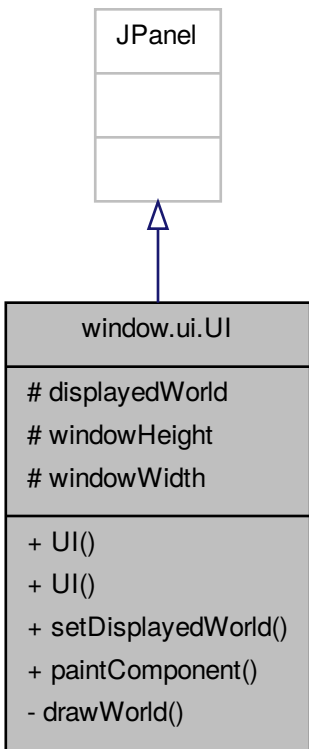 JPanel
window.ui.UI
# displayedWorld
# windowHeight
# windowWidth
+ UI()
+ UI()
+ setDisplayedWorld()
+ paintComponent()
- drawWorld()